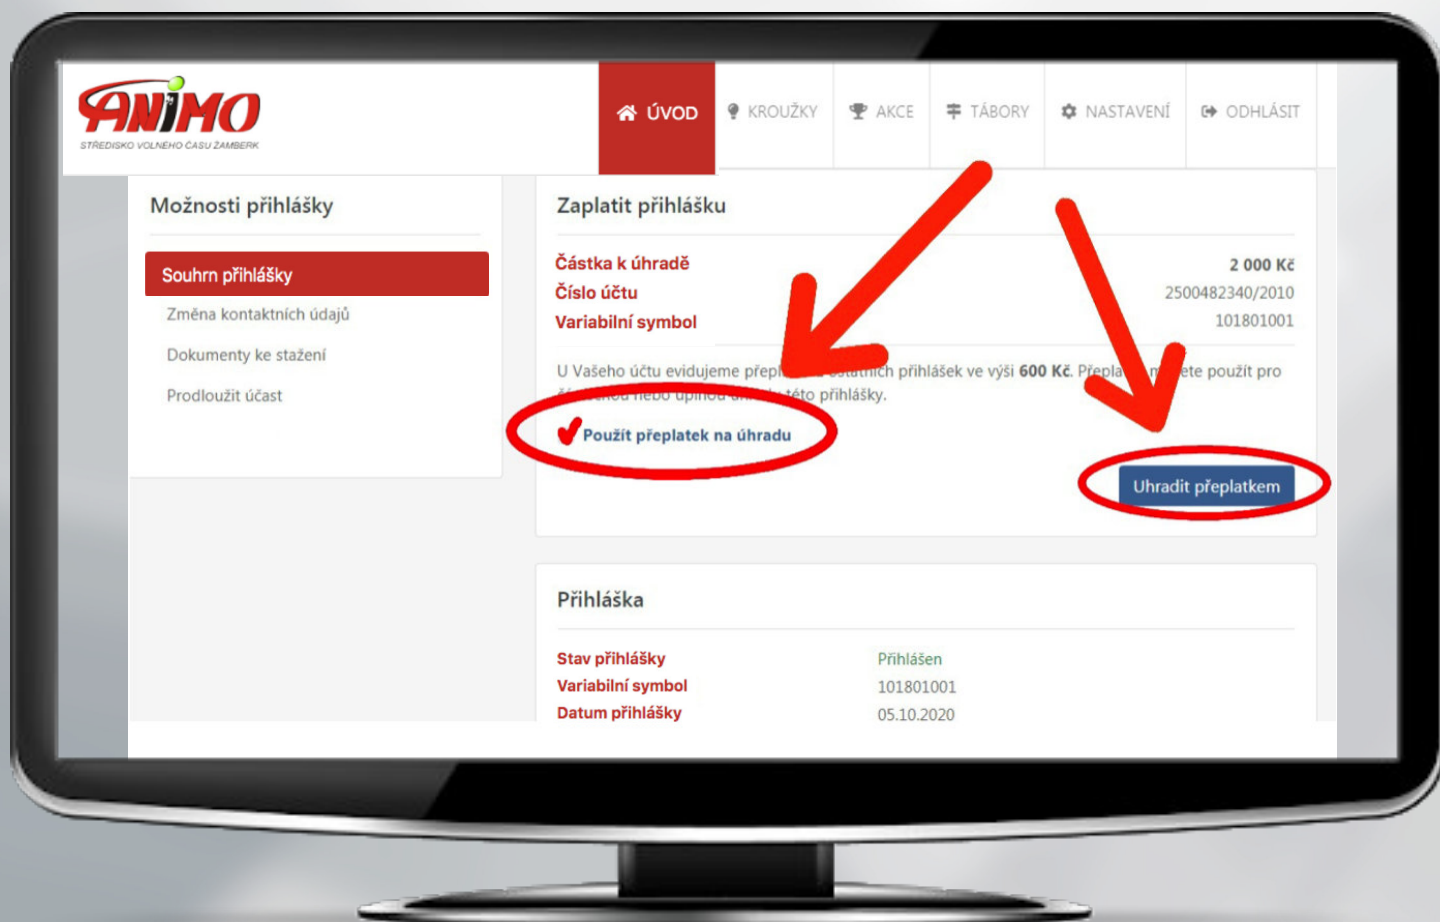 ANiMO
STŘEDISKO VOLNÉHO ČASU ŽAMBERK
ÚVOD
KROUŽKY
AKCE
TÁBORY
NASTAVENÍ
ODHLÁSIT
Možnosti přihlášky
Souhrn přihlášky
Změna kontaktních údajů
Dokumenty ke stažení
Prodloužit účast
Zaplatit přihlášku
Částka k úhradě 2 000 Kč
Číslo účtu 2500482340/2010
Variabilní symbol 101801001
U Vašeho účtu evidujeme přihlášek ve výši 600 Kč. použít pro
nebo této přihlášky.
Použít přeplatek na úhradu
Uhradit přeplatkem
Přihláška
Stav přihlášky Přihlášen
Variabilní symbol 101801001
Datum přihlášky 05.10.2020